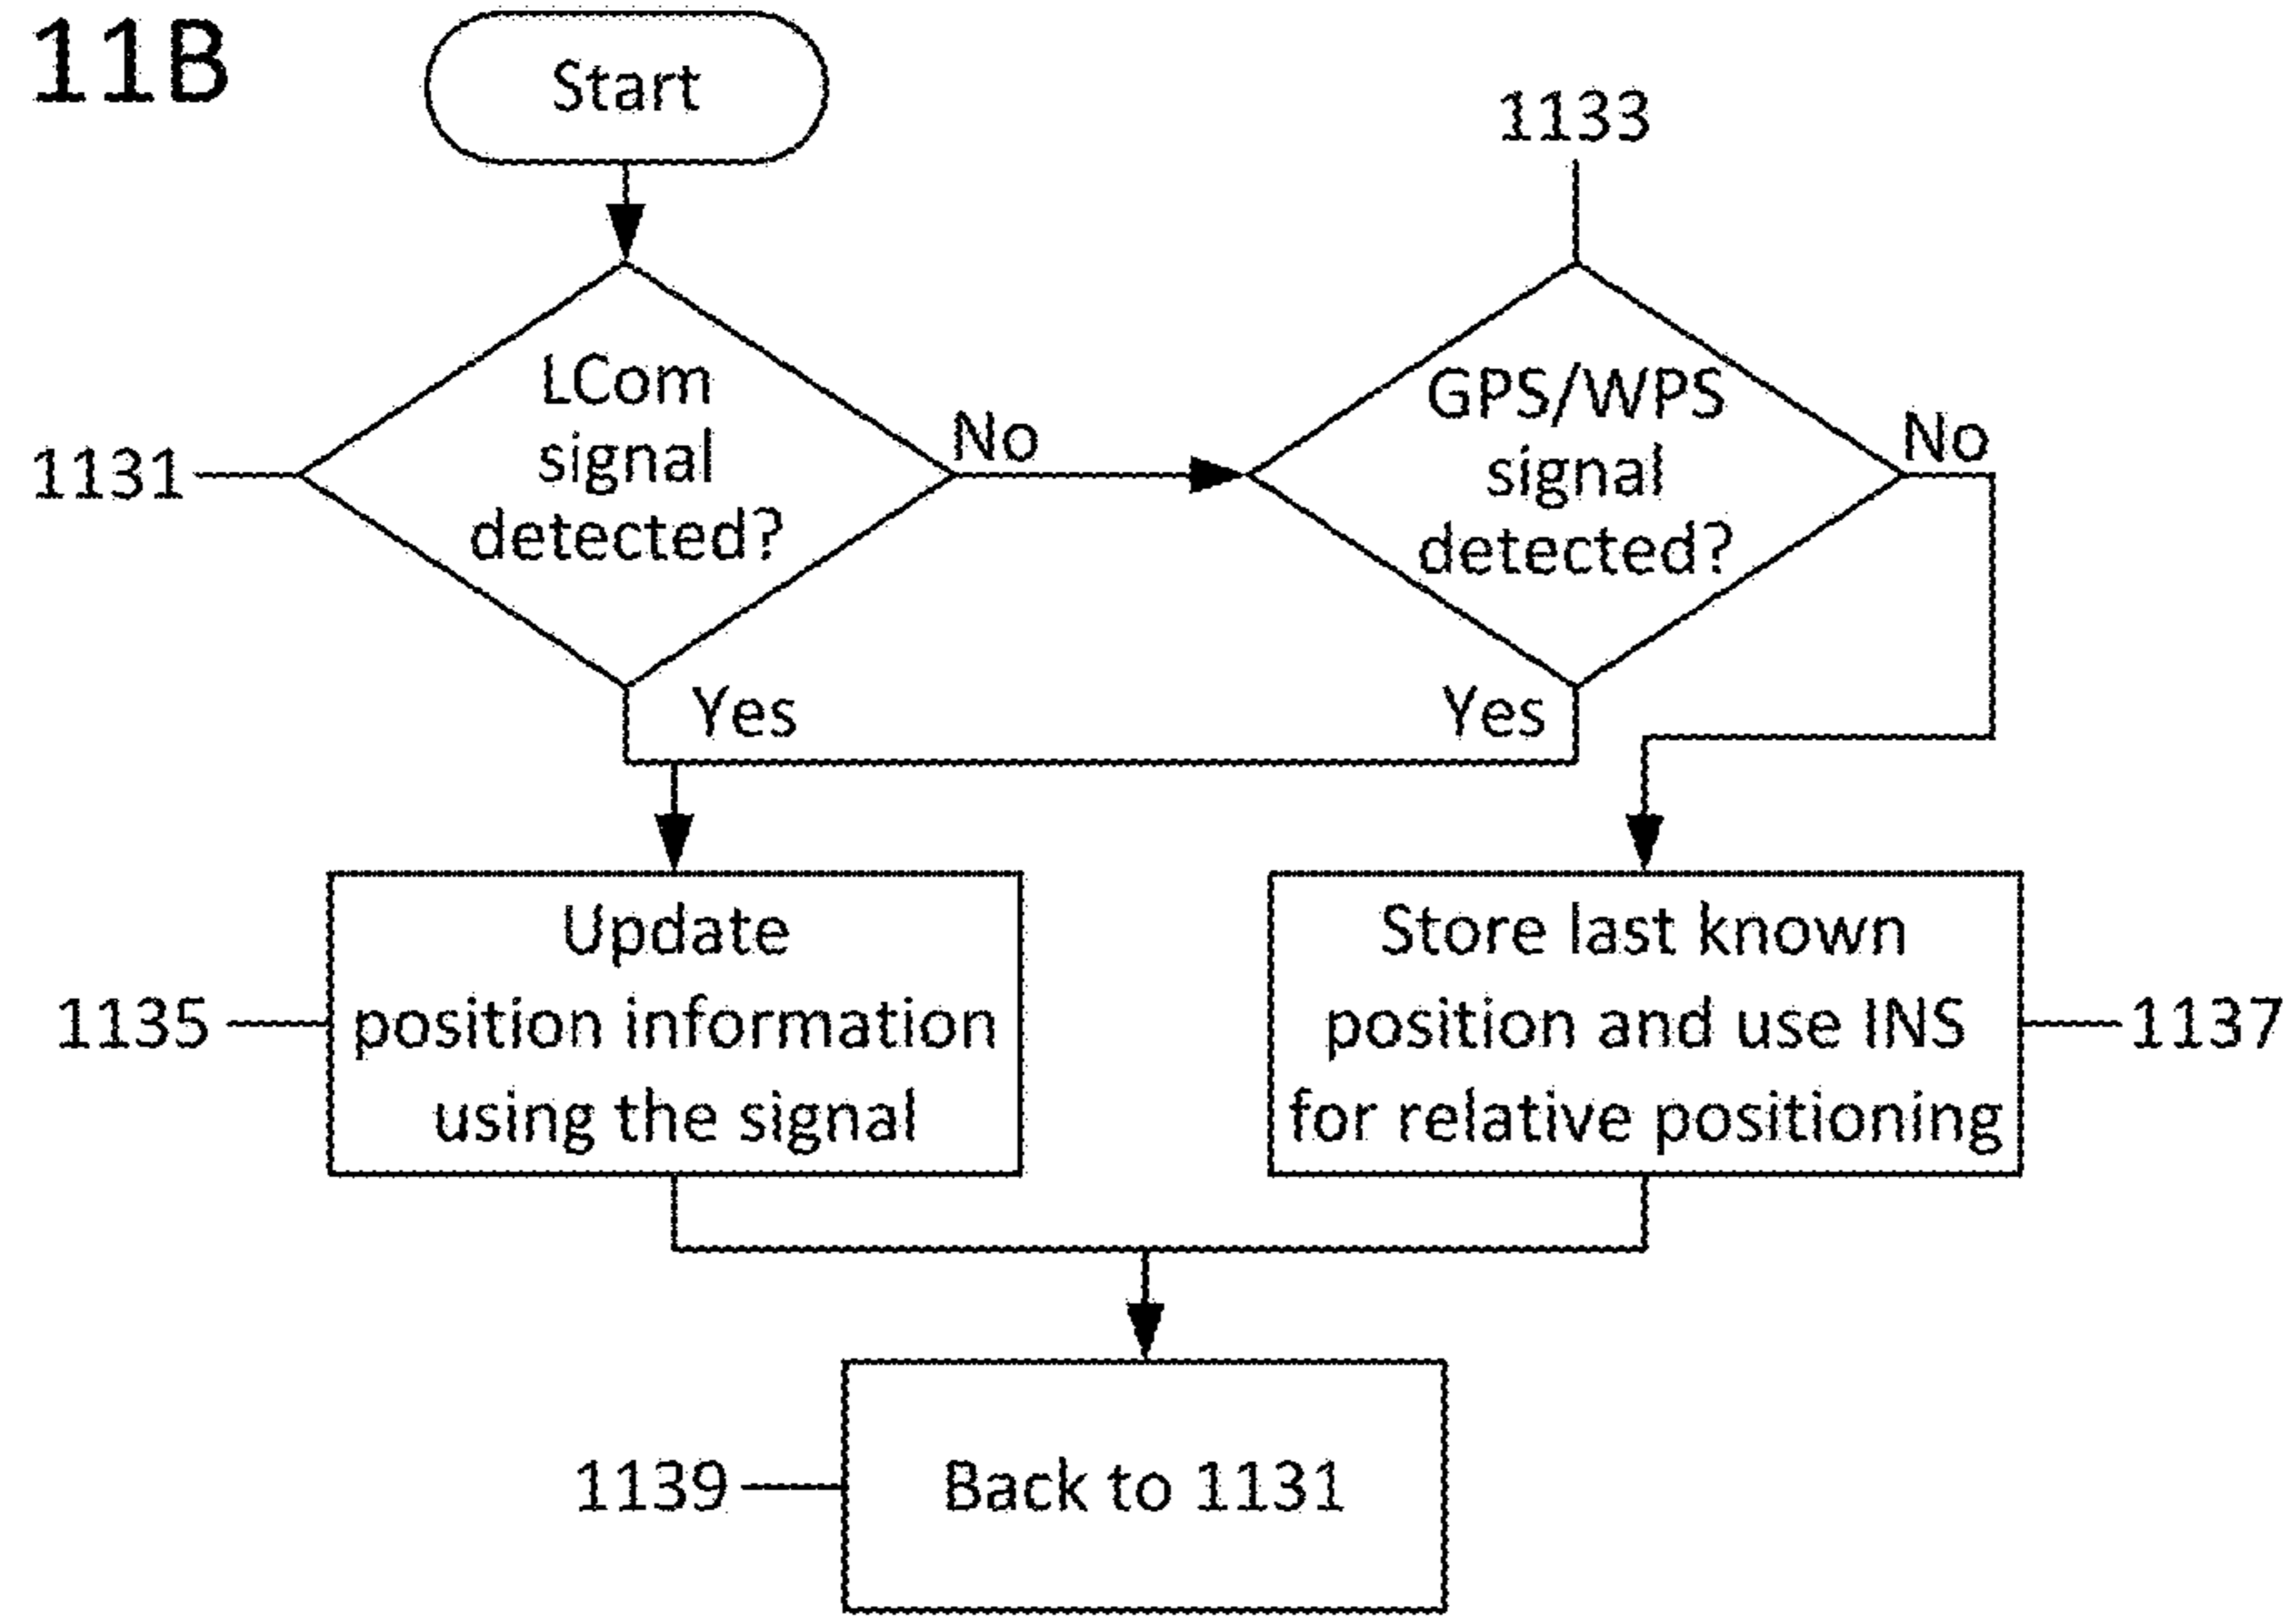 11B
Start
1133
LCom
signal
detected?
No
1131
GPS/WPS
signal
detected?
No
Yes
Yes
Update
position information
using the signal
1135
Store last known
position and use INS
for relative positioning
1137
1139
Back to 1131